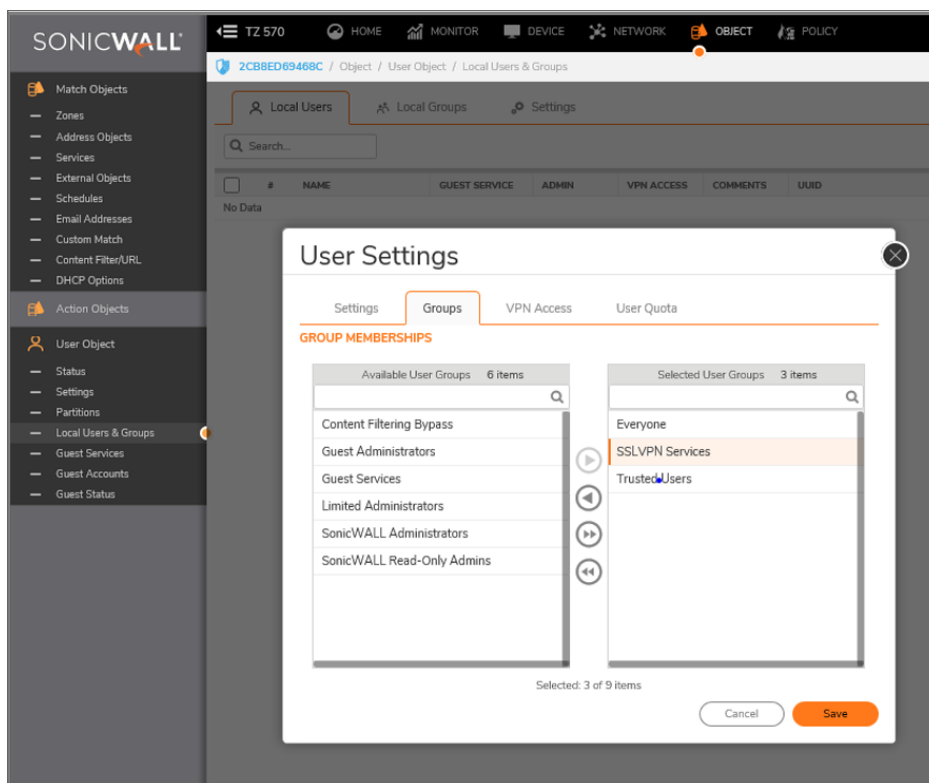 SONICWALL
TZ 570 HOME MONITOR DEVICE NETWORK OBJECT POLICY
2CB8ED69468C / Object / User Object / Local Users & Groups
Match Objects
Zones
Address Objects
Services
External Objects
Schedules
Email Addresses
Custom Match
Content Filter/URL
DHCP Options
Action Objects
User Object
Status
Settings
Partitions
Local Users & Groups
Guest Services
Guest Accounts
Guest Status
Local Users Local Groups Settings
Search...
# NAME GUEST SERVICE ADMIN VPN ACCESS COMMENTS UUID
No Data
User Settings
Settings Groups VPN Access User Quota
GROUP MEMBERSHIPS
Available User Groups 6 items
Content Filtering Bypass
Guest Administrators
Guest Services
Limited Administrators
SonicWALL Administrators
SonicWALL Read-Only Admins
Selected User Groups 3 items
Everyone
SSLVPN Services
Trusted Users
Selected: 3 of 9 items
Cancel Save